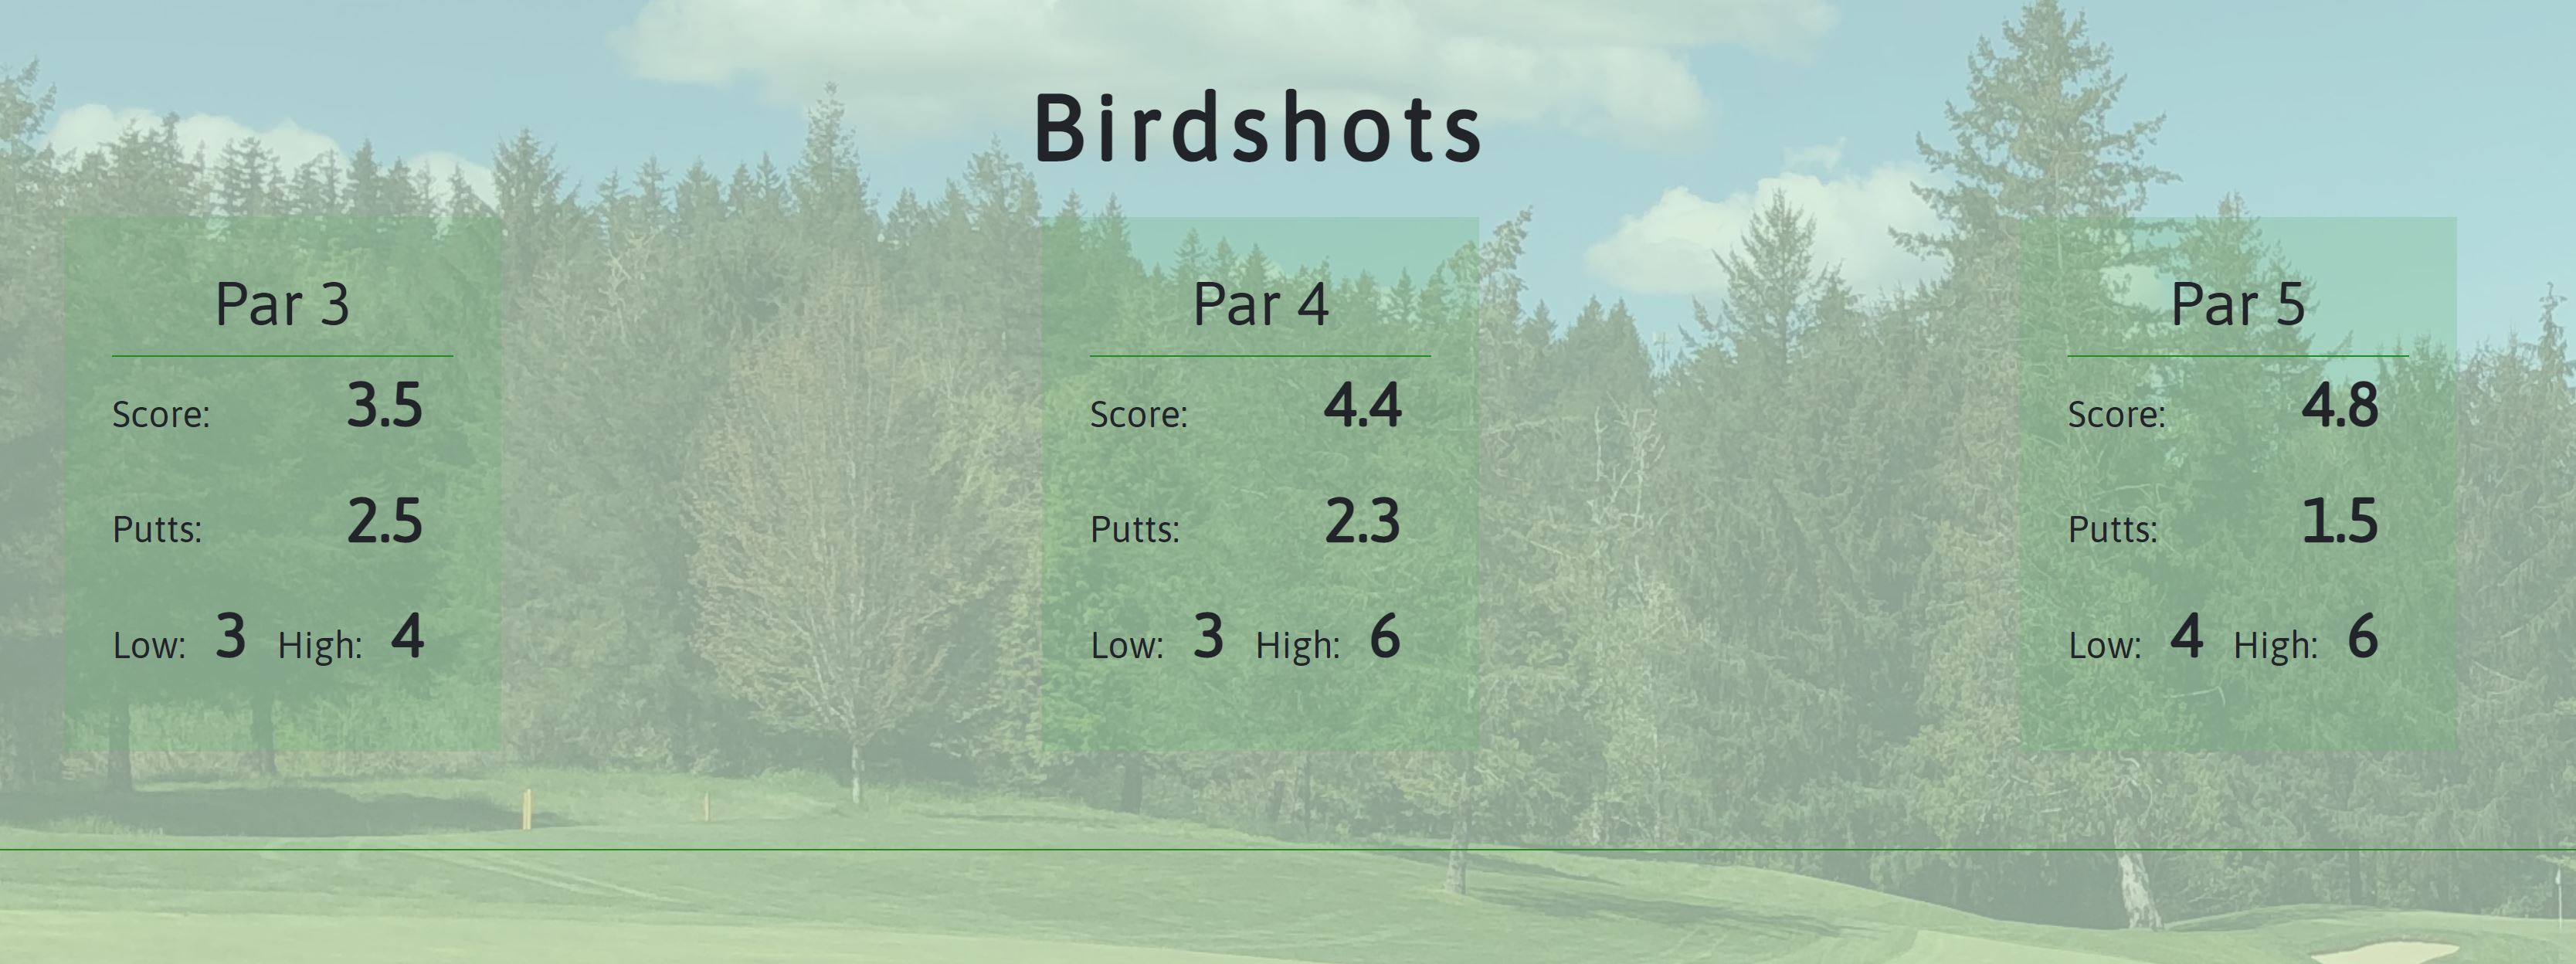 Birdshots
Par 3
Score: 3.5
Putts: 2.5
Low: 3 High: 4
Par 4
Score: 4.4
Putts: 2.3
Low: 3 High: 6
Par 5
Score: 4.8
Putts: 1.5
Low: 4 High: 6